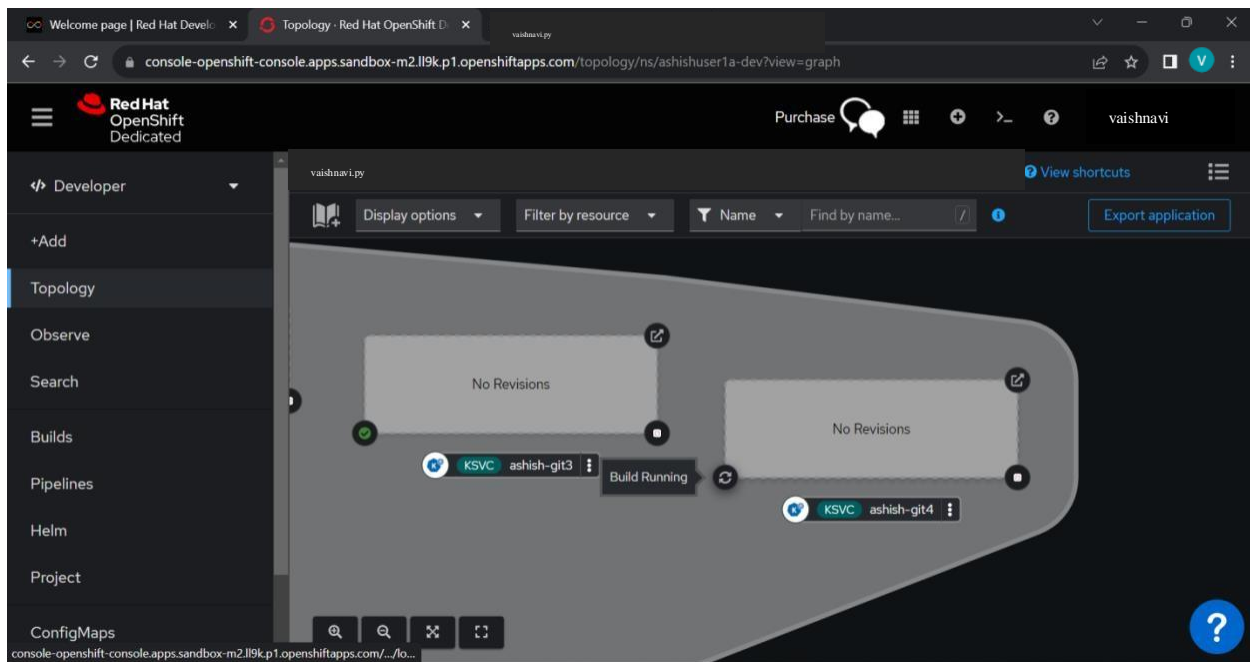 Welcome page | Red Hat Develo
Topology · Red Hat OpenShift D
vaishnavi.py
console-openshift-console.apps.sandbox-m2.ll9k.p1.openshiftapps.com/topology/ns/ashishuser1a-dev?view=graph
V
Red Hat
OpenShift
Dedicated
Purchase
vaishnavi
Developer
vaishnavi.py
View shortcuts
Display options
Filter by resource
Name
Find by name...
/
Export application
+Add
Topology
Observe
Search
Builds
Pipelines
Helm
Project
ConfigMaps
No Revisions
KSVC ashish-git3
Build Running
No Revisions
KSVC ashish-git4
?
console-openshift-console.apps.sandbox-m2.ll9k.p1.openshiftapps.com/.../lo...